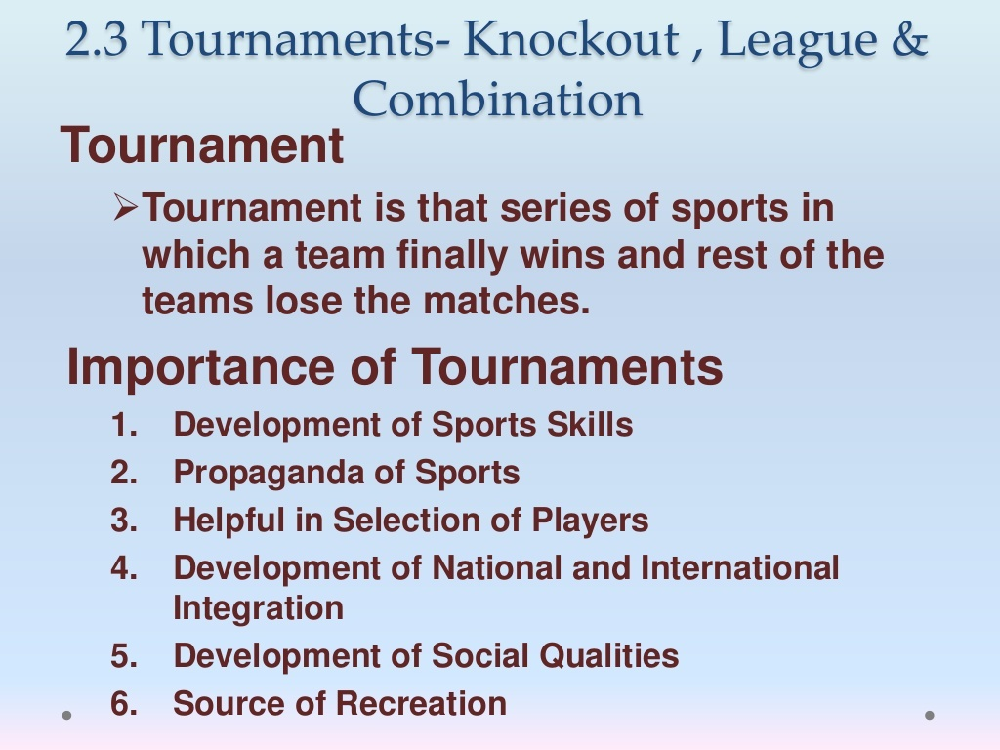 2.3 Tournaments- Knockout , League &
Combination
Tournament
➢Tournament is that series of sports in
which a team finally wins and rest of the
teams lose the matches.
Importance of Tournaments
1. Development of Sports Skills
2. Propaganda of Sports
3. Helpful in Selection of Players
4. Development of National and International
Integration
5. Development of Social Qualities
6. Source of Recreation